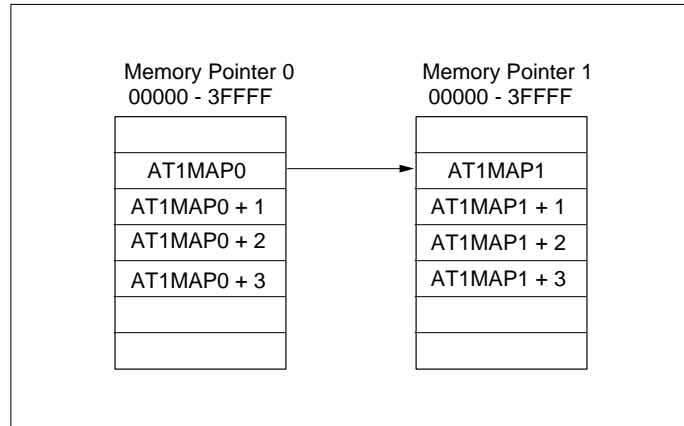 Memory Pointer 0
00000 - 3FFFF
AT1MAP0
AT1MAP0 + 1
AT1MAP0 + 2
AT1MAP0 + 3
Memory Pointer 1
00000 - 3FFFF
AT1MAP1
AT1MAP1 + 1
AT1MAP1 + 2
AT1MAP1 + 3